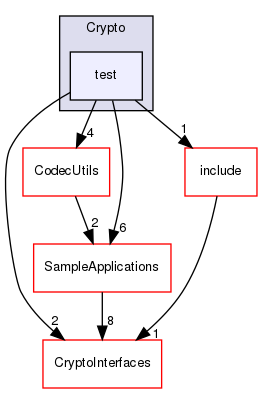 Crypto
test
4
1
CodecUtils
include
2
6
SampleApplications
2
8
1
CryptoInterfaces